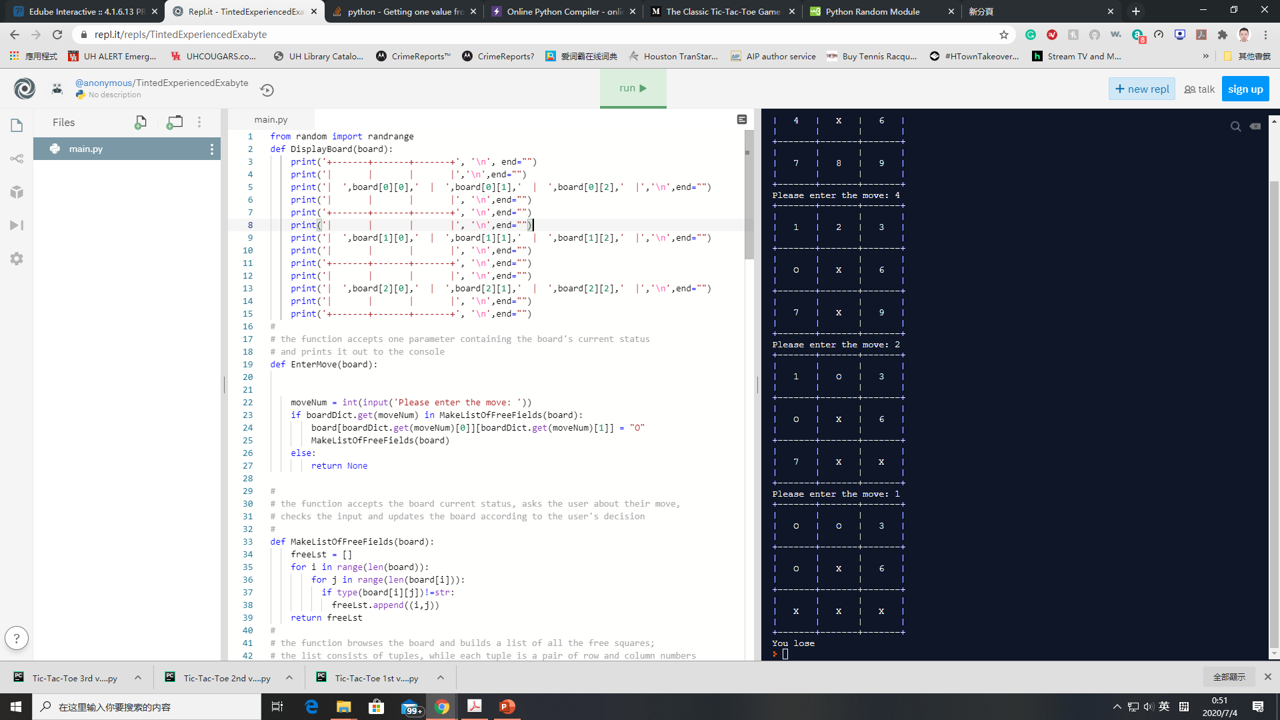 Edube Interactive = 4.1.6.13 PR
Repl.it - TintedExperiencedExa
python - Getting one value fro
Online Python Compiler - onlin
The Classic Tic-Tac-Toe Game
Python REDUX
新分頁
repl.it/repls/TintedExperiencedExabyte
應用程式
UH ALERT Emerg...
UHCOUGARS.com...
UH Library Catalo...
CrimeReports™
CrimeReports?
爱词霸在线词典
Houston TranStar...
AIP author service
Buy Tennis Racqu...
#HTownTakeover...
Stream TV and M...
»
其他書籤
@anonymous/TintedExperiencedExabyte
No description
run
+ new repl
talk
sign up
Files
main.py
main.py
1 from random import randrange
2 def DisplayBoard(board):
3 print('+-------+-------+-------+', '\n', end="")
4 print('|       |       |       |','\n',end="")
5 print('|  ',board[0][0],'  |  ',board[0][1],'  |  ',board[0][2],'  |','\n',end="")
6 print('|       |       |       |', '\n',end="")
7 print('+-------+-------+-------+', '\n',end="")
8 print('|       |       |       |', '\n',end="")
9 print('|  ',board[1][0],'  |  ',board[1][1],'  |  ',board[1][2],'  |','\n',end="")
10 print('|       |       |       |', '\n',end="")
11 print('+-------+-------+-------+', '\n',end="")
12 print('|       |       |       |', '\n',end="")
13 print('|  ',board[2][0],'  |  ',board[2][1],'  |  ',board[2][2],'  |','\n',end="")
14 print('|       |       |       |', '\n',end="")
15 print('+-------+-------+-------+', '\n',end="")
16 #
17 # the function accepts one parameter containing the board's current status
18 # and prints it out to the console
19 def EnterMove(board):
20
21
22 moveNum = int(input('Please enter the move: '))
23 if boardDict.get(moveNum) in MakeListOfFreeFields(board):
24 board[boardDict.get(moveNum)[0]][boardDict.get(moveNum)[1]] = "O"
25 MakeListOfFreeFields(board)
26 else:
27 return None
28
29 #
30 # the function accepts the board current status, asks the user about their move,
31 # checks the input and updates the board according to the user's decision
32 #
33 def MakeListOfFreeFields(board):
34 freeLst = []
35 for i in range(len(board)):
36 for j in range(len(board[i])):
37 if type(board[i][j])!=str:
38 freeLst.append((i,j))
39 return freeLst
40 #
41 # the function browses the board and builds a list of all the free squares;
42 # the list consists of tuples, while each tuple is a pair of row and column numbers
|   4   |   X   |   6   |
|       |       |       |
+-------+-------+-------+
|       |       |       |
|   7   |   8   |   9   |
|       |       |       |
+-------+-------+-------+
Please enter the move: 4
+-------+-------+-------+
|       |       |       |
|   1   |   2   |   3   |
|       |       |       |
+-------+-------+-------+
|       |       |       |
|   O   |   X   |   6   |
|       |       |       |
+-------+-------+-------+
|       |       |       |
|   7   |   X   |   9   |
|       |       |       |
+-------+-------+-------+
Please enter the move: 2
+-------+-------+-------+
|       |       |       |
|   1   |   O   |   3   |
|       |       |       |
+-------+-------+-------+
|       |       |       |
|   O   |   X   |   6   |
|       |       |       |
+-------+-------+-------+
|       |       |       |
|   7   |   X   |   X   |
|       |       |       |
+-------+-------+-------+
Please enter the move: 1
+-------+-------+-------+
|       |       |       |
|   O   |   O   |   3   |
|       |       |       |
+-------+-------+-------+
|       |       |       |
|   O   |   X   |   6   |
|       |       |       |
+-------+-------+-------+
|       |       |       |
|   X   |   X   |   X   |
|       |       |       |
+-------+-------+-------+
You lose
>
?
Tic-Tac-Toe 3rd v....py
Tic-Tac-Toe 2nd v....py
Tic-Tac-Toe 1st v....py
全部顯示
在这里输入你要搜索的内容
99+
英
拼
0:51
2020/7/4